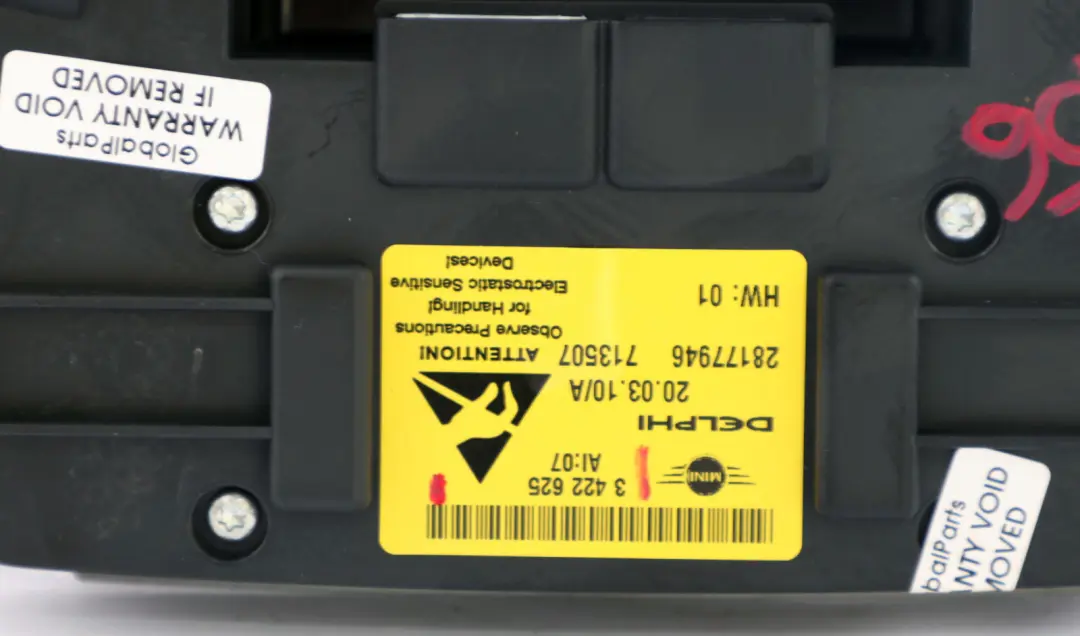 GlobalParts
WARRANTY VOID
IF REMOVED
MINI
3 422 625
AI:07
DELPHI
20.03.10/A
28177946 713507
HW: 01
ATTENTION!
Observe Precautions
for Handling!
Electrostatic Sensitive
Devices!
balParts
NTY VOID
MOVED